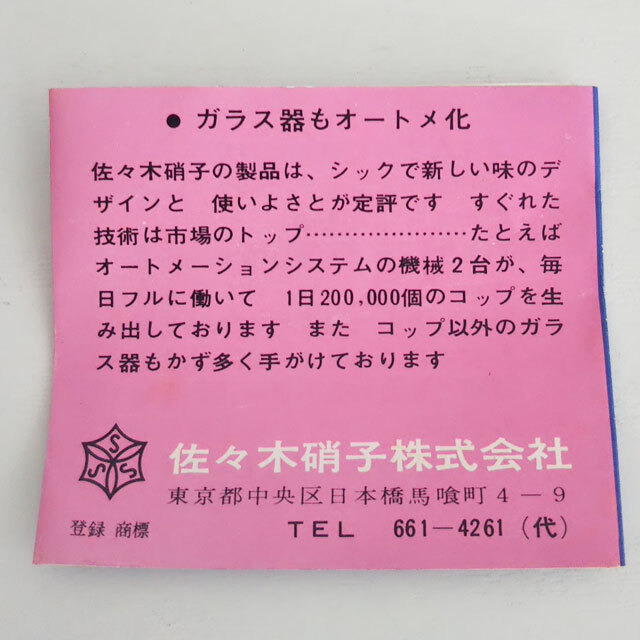 ● ガラス器もオートメ化
佐々木硝子の製品は、シックで新しい味のデ
ザインと 使いよさとが定評です すぐれた
技術は市場のトップ…………………たとえば
オートメーションシステムの機械2台が、毎
日フルに働いて 1日200,000個のコップを生
み出しております また コップ以外のガラ
ス器もかず多く手がけております
SSS
佐々木硝子株式会社
東京都中央区日本橋馬喰町4－9
登録 商標
TEL 661－4261(代)